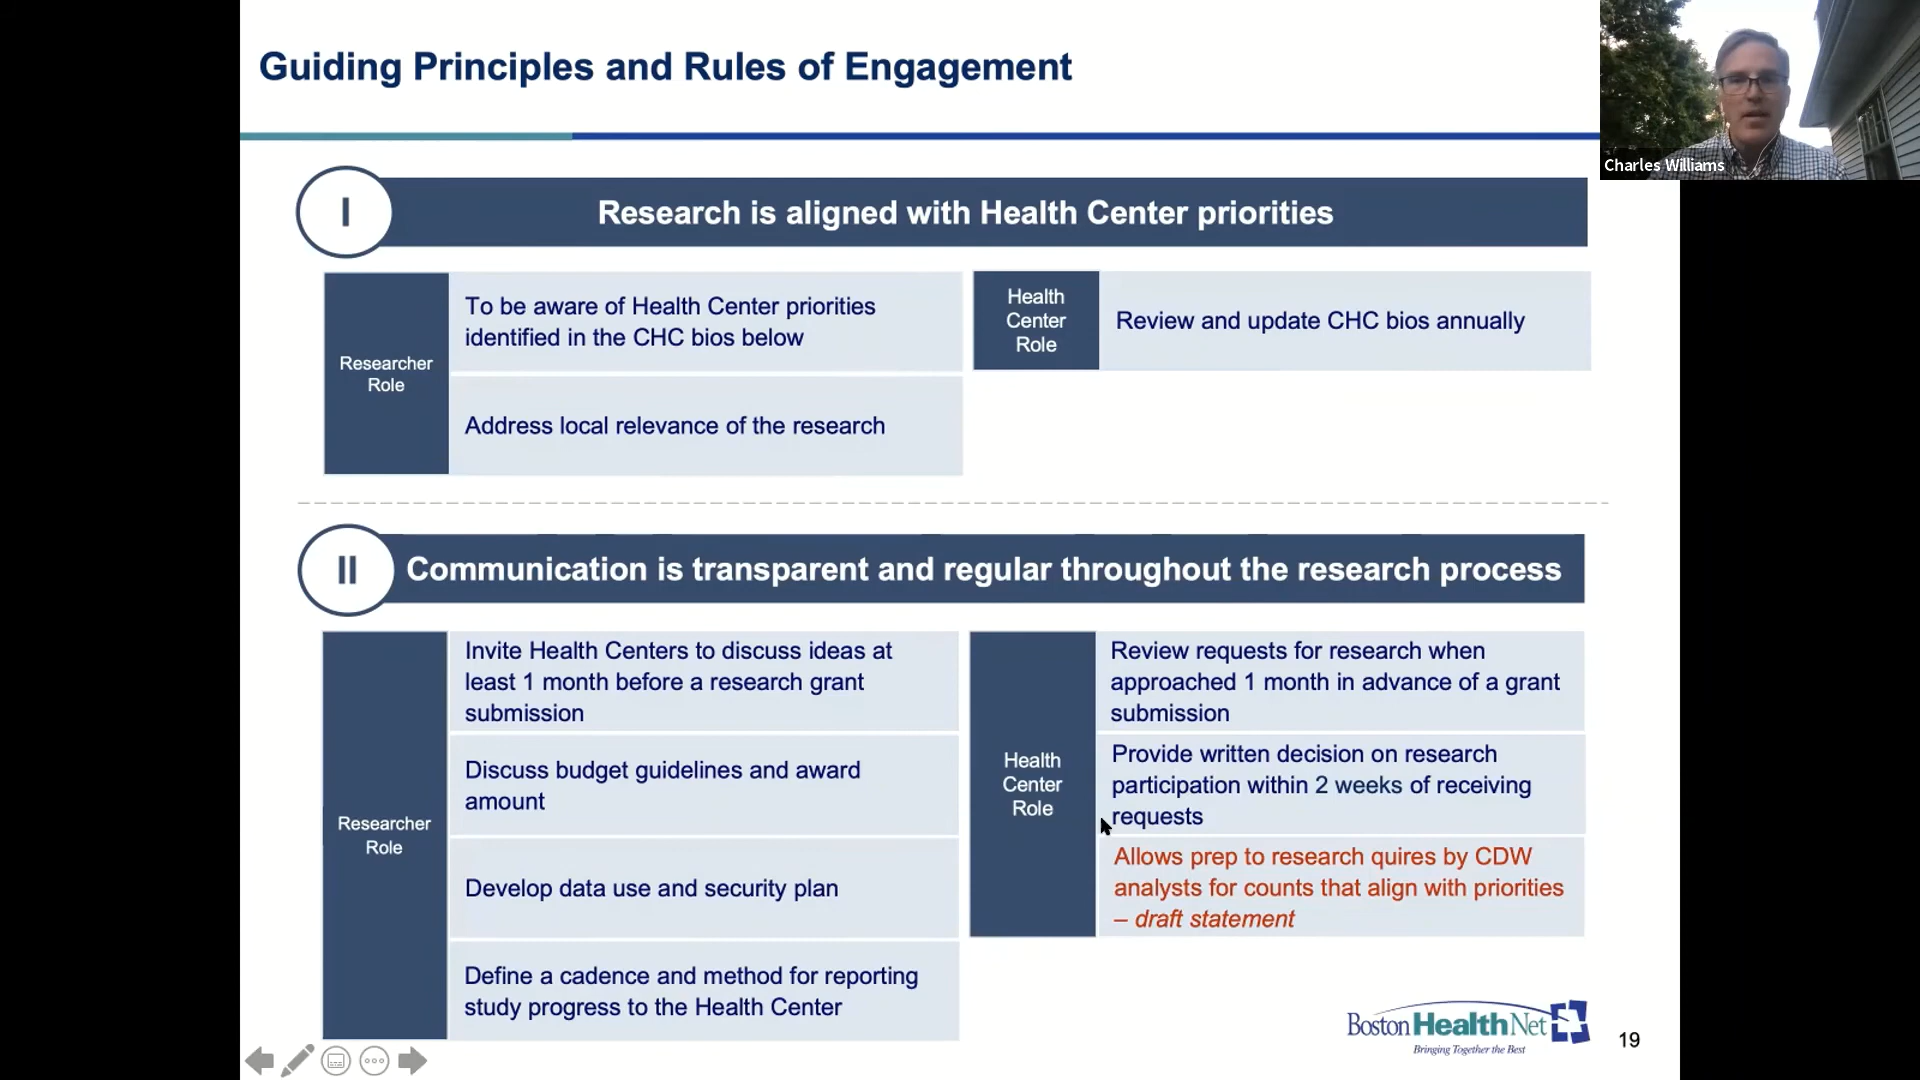 Guiding Principles and Rules of Engagement
Charles Williams
I
Research is aligned with Health Center priorities
Researcher
Role
To be aware of Health Center priorities
identified in the CHC bios below
Address local relevance of the research
Health
Center
Role
Review and update CHC bios annually
II
Communication is transparent and regular throughout the research process
Researcher
Role
Invite Health Centers to discuss ideas at
least 1 month before a research grant
submission
Discuss budget guidelines and award
amount
Develop data use and security plan
Define a cadence and method for reporting
study progress to the Health Center
Health
Center
Role
Review requests for research when
approached 1 month in advance of a grant
submission
Provide written decision on research
participation within 2 weeks of receiving
requests
Allows prep to research quires by CDW
analysts for counts that align with priorities
– draft statement
Boston HealthNet
Bringing Together the Best
19